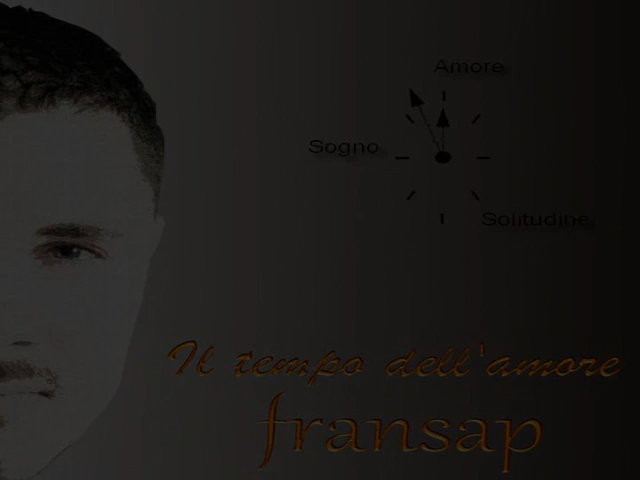 Amore
Sogno
Solitudine
Il tempo dell'amore
fransap